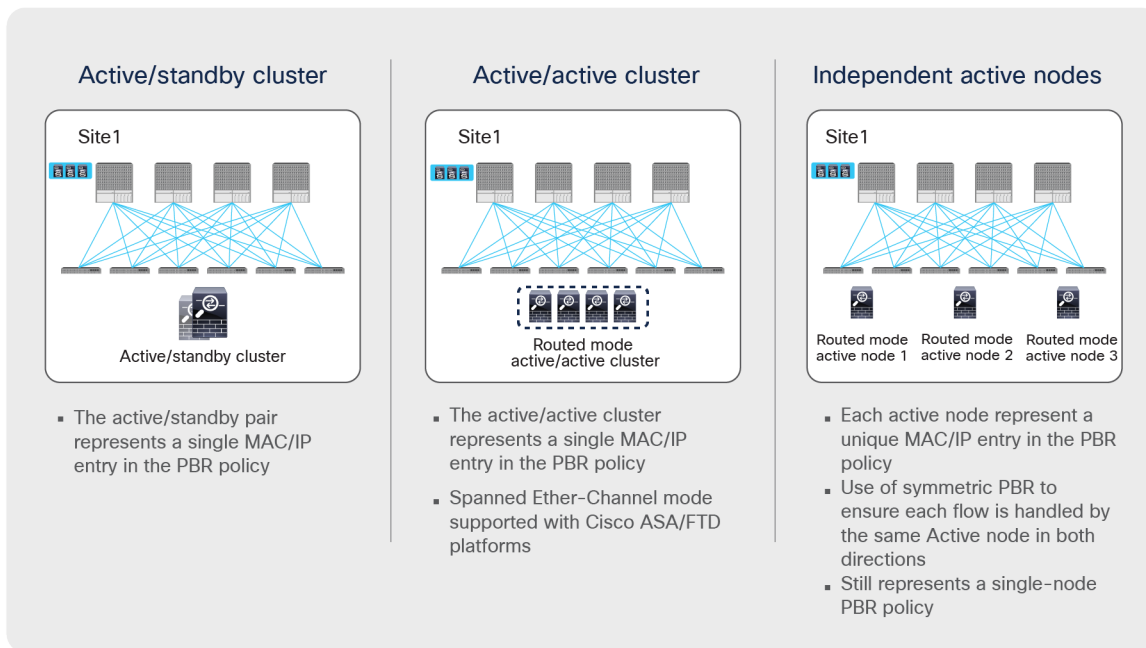 Active/standby cluster
Site1
Active/standby cluster
▪ The active/standby pair
represents a single MAC/IP
entry in the PBR policy
Active/active cluster
Site1
Routed mode
active/active cluster
▪ The active/active cluster
represents a single MAC/IP
entry in the PBR policy
▪ Spanned Ether-Channel mode
supported with Cisco ASA/FTD
platforms
Independent active nodes
Site1
Routed mode
active node 1
Routed mode
active node 2
Routed mode
active node 3
▪ Each active node represent a
unique MAC/IP entry in the PBR
policy
▪ Use of symmetric PBR to
ensure each flow is handled by
the same Active node in both
directions
▪ Still represents a single-node
PBR policy